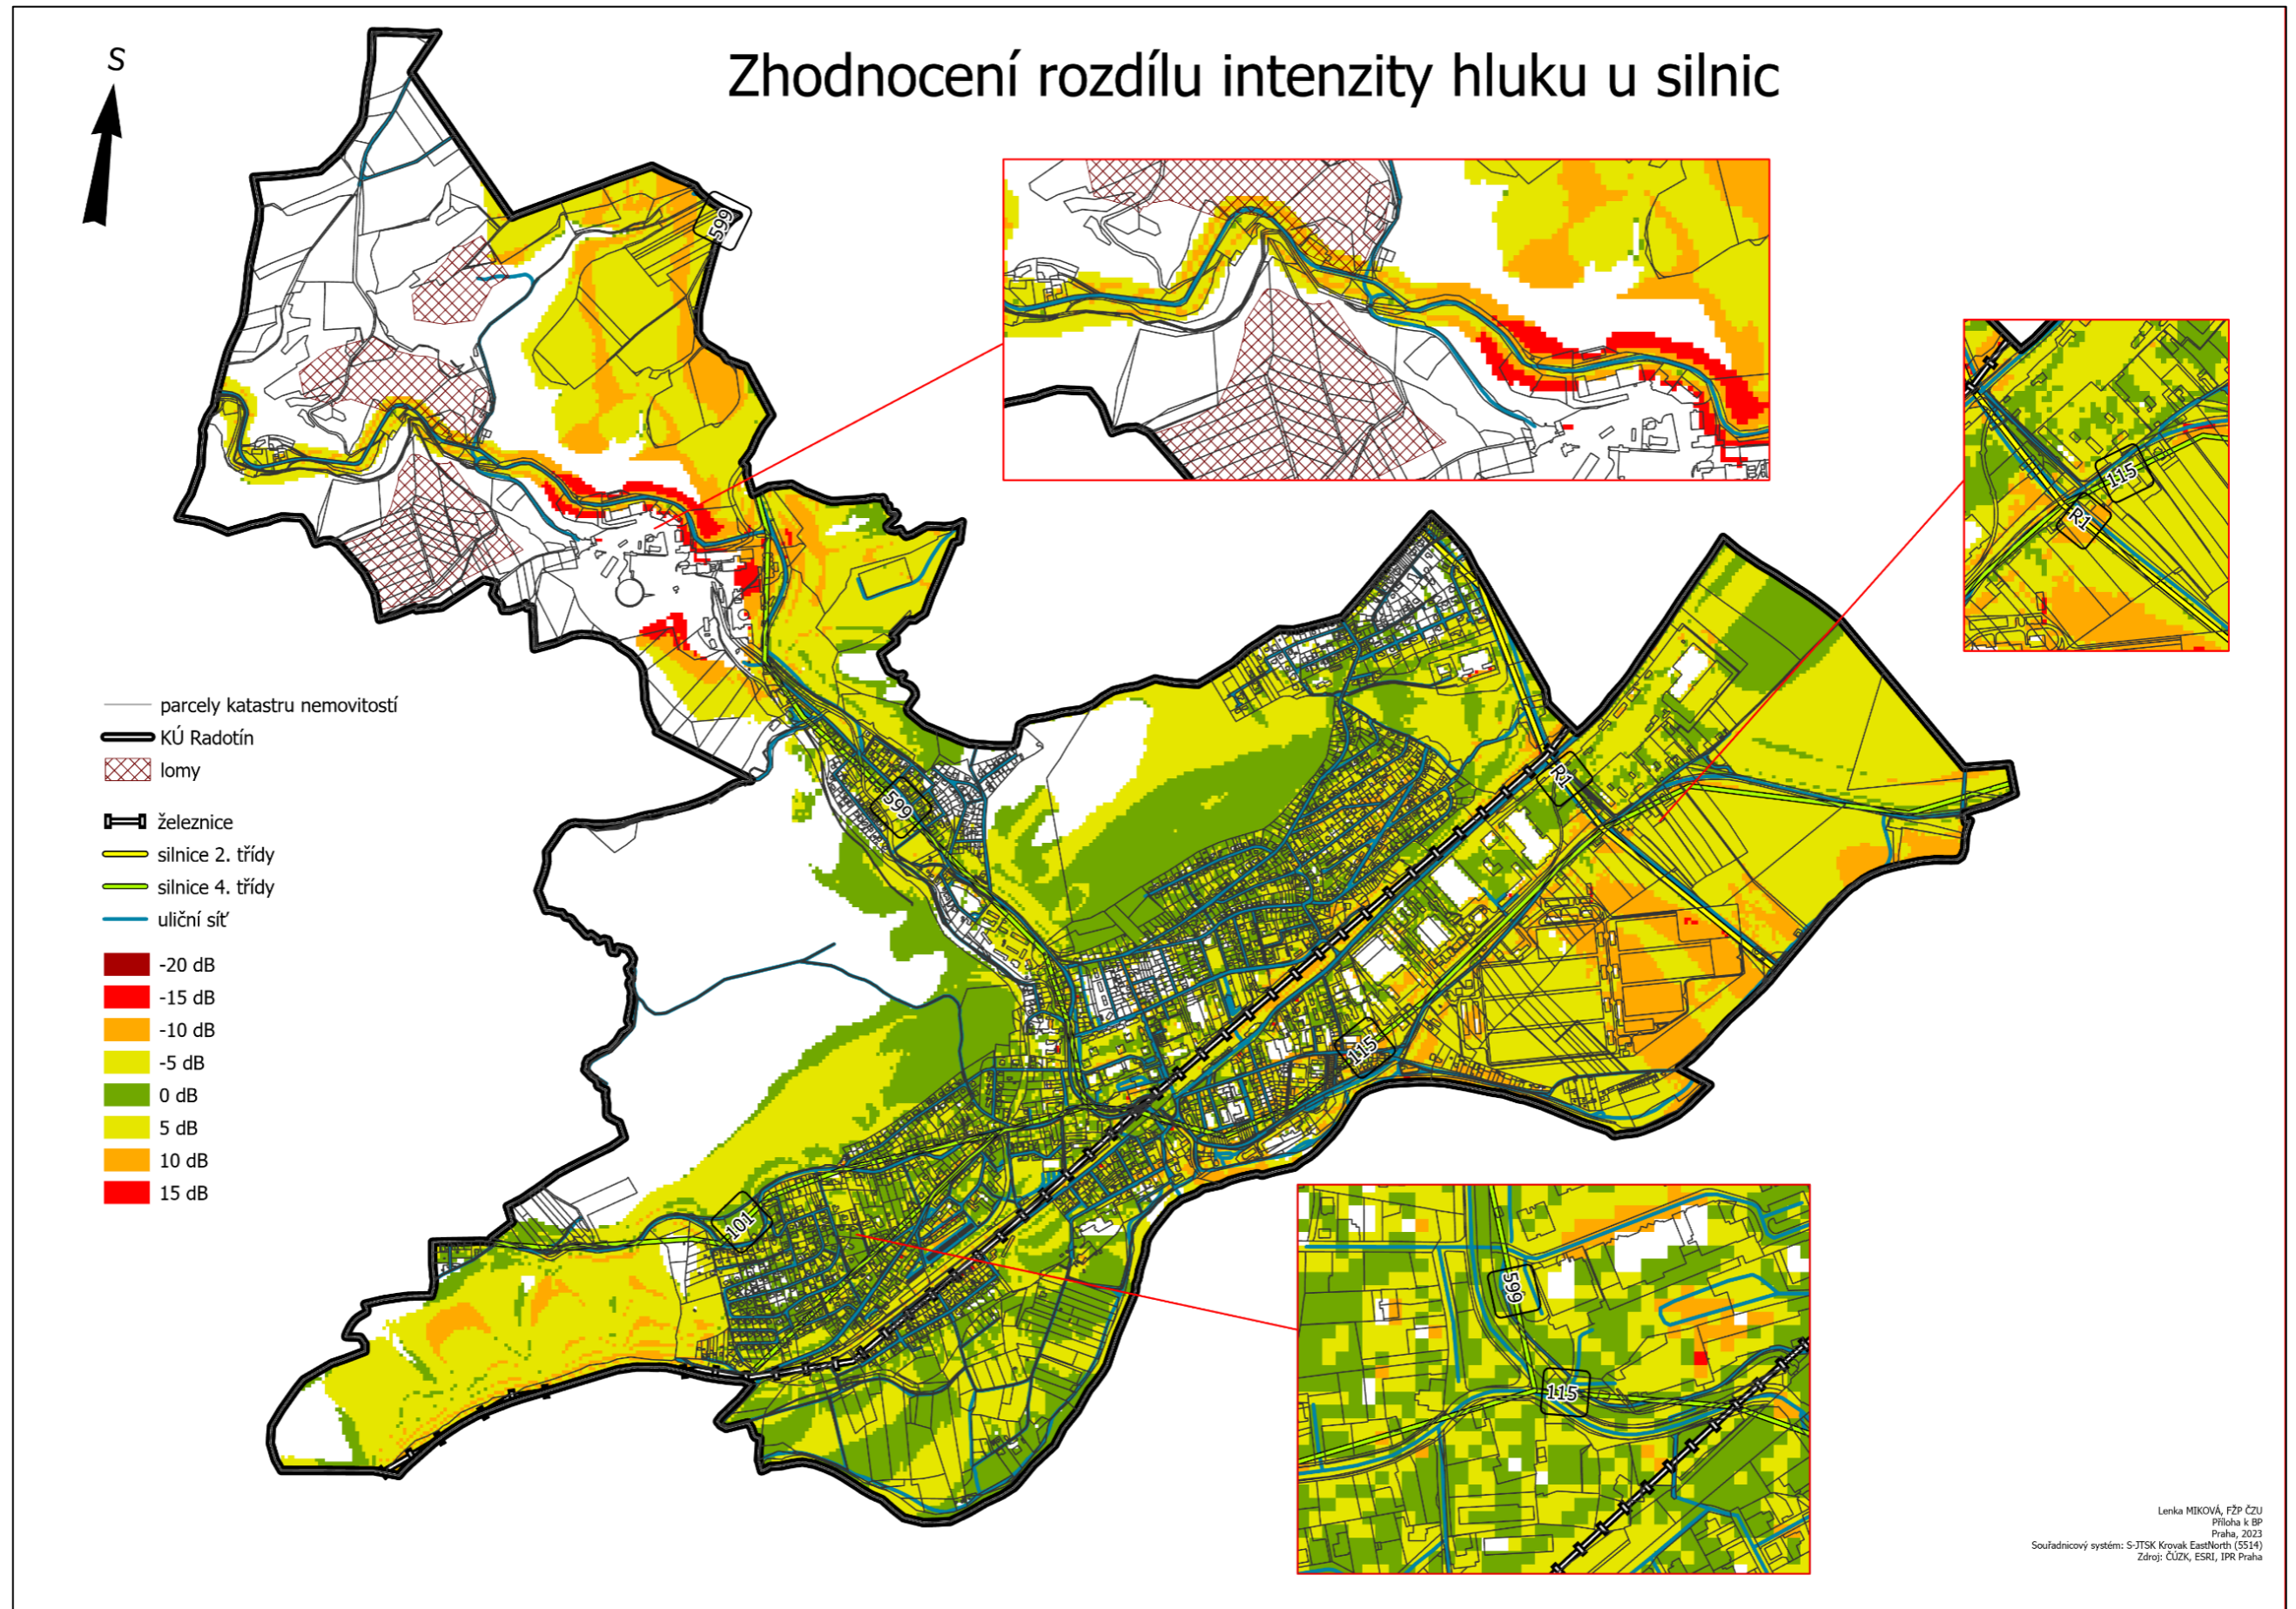 Zhodnocení rozdílu intenzity hluku u silnic
S
599
115
R1
parcely katastru nemovitostí
KÚ Radotín
lomy
železnice
silnice 2. třídy
silnice 4. třídy
uliční síť
-20 dB
-15 dB
-10 dB
-5 dB
0 dB
5 dB
10 dB
15 dB
R1
599
115
101
599
115
Lenka MIKOVÁ, FŽP ČZU
Příloha k BP
Praha, 2023
Souřadnicový systém: S-JTSK Krovak EastNorth (5514)
Zdroj: ČÚZK, ESRI, IPR Praha